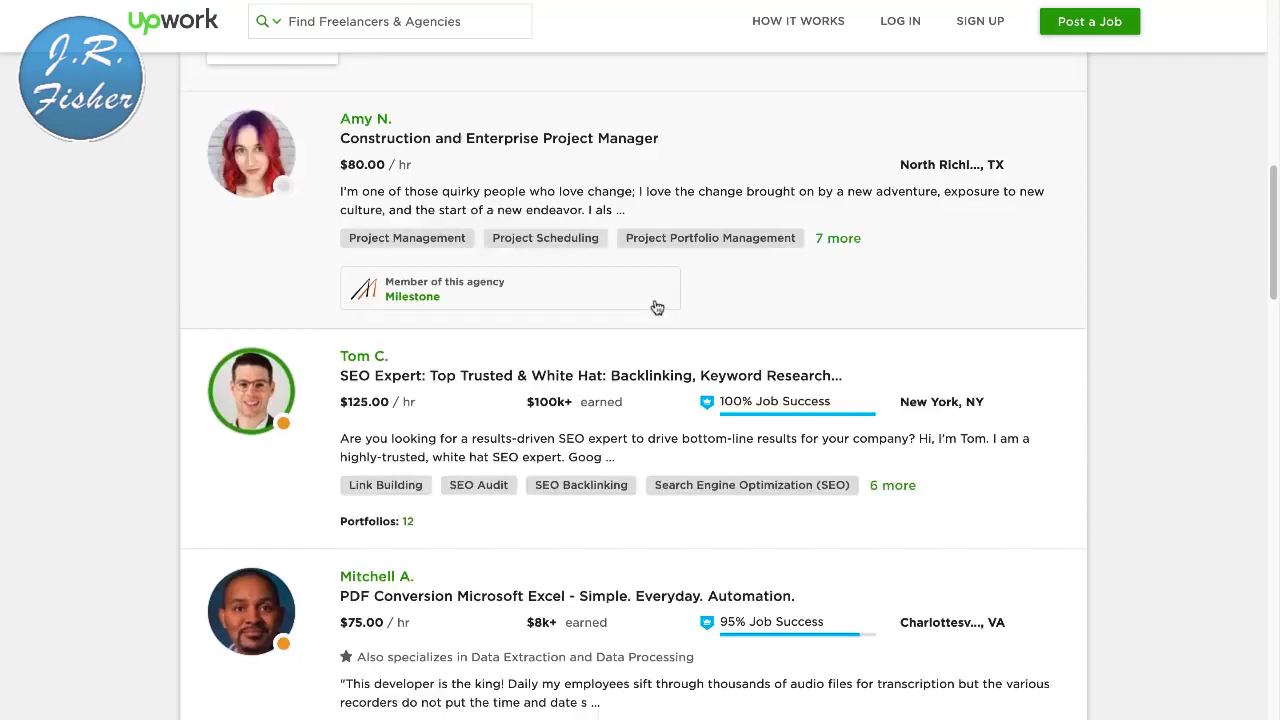 upwork
Find Freelancers & Agencies
HOW IT WORKS
LOG IN
SIGN UP
Post a Job
J.R.
Fisher
Amy N.
Construction and Enterprise Project Manager
$80.00 / hr
North Richl..., TX
I'm one of those quirky people who love change; I love the change brought on by a new adventure, exposure to new
culture, and the start of a new endeavor. I als ...
Project Management
Project Scheduling
Project Portfolio Management
7 more
Member of this agency
Milestone
Tom C.
SEO Expert: Top Trusted & White Hat: Backlinking, Keyword Research...
$125.00 / hr
$100k+ earned
100% Job Success
New York, NY
Are you looking for a results-driven SEO expert to drive bottom-line results for your company? Hi, I'm Tom. I am a
highly-trusted, white hat SEO expert. Goog ...
Link Building
SEO Audit
SEO Backlinking
Search Engine Optimization (SEO)
6 more
Portfolios: 12
Mitchell A.
PDF Conversion Microsoft Excel - Simple. Everyday. Automation.
$75.00 / hr
$8k+ earned
95% Job Success
Charlottesv..., VA
Also specializes in Data Extraction and Data Processing
"This developer is the king! Daily my employees sift through thousands of audio files for transcription but the various
recorders do not put the time and date s ...